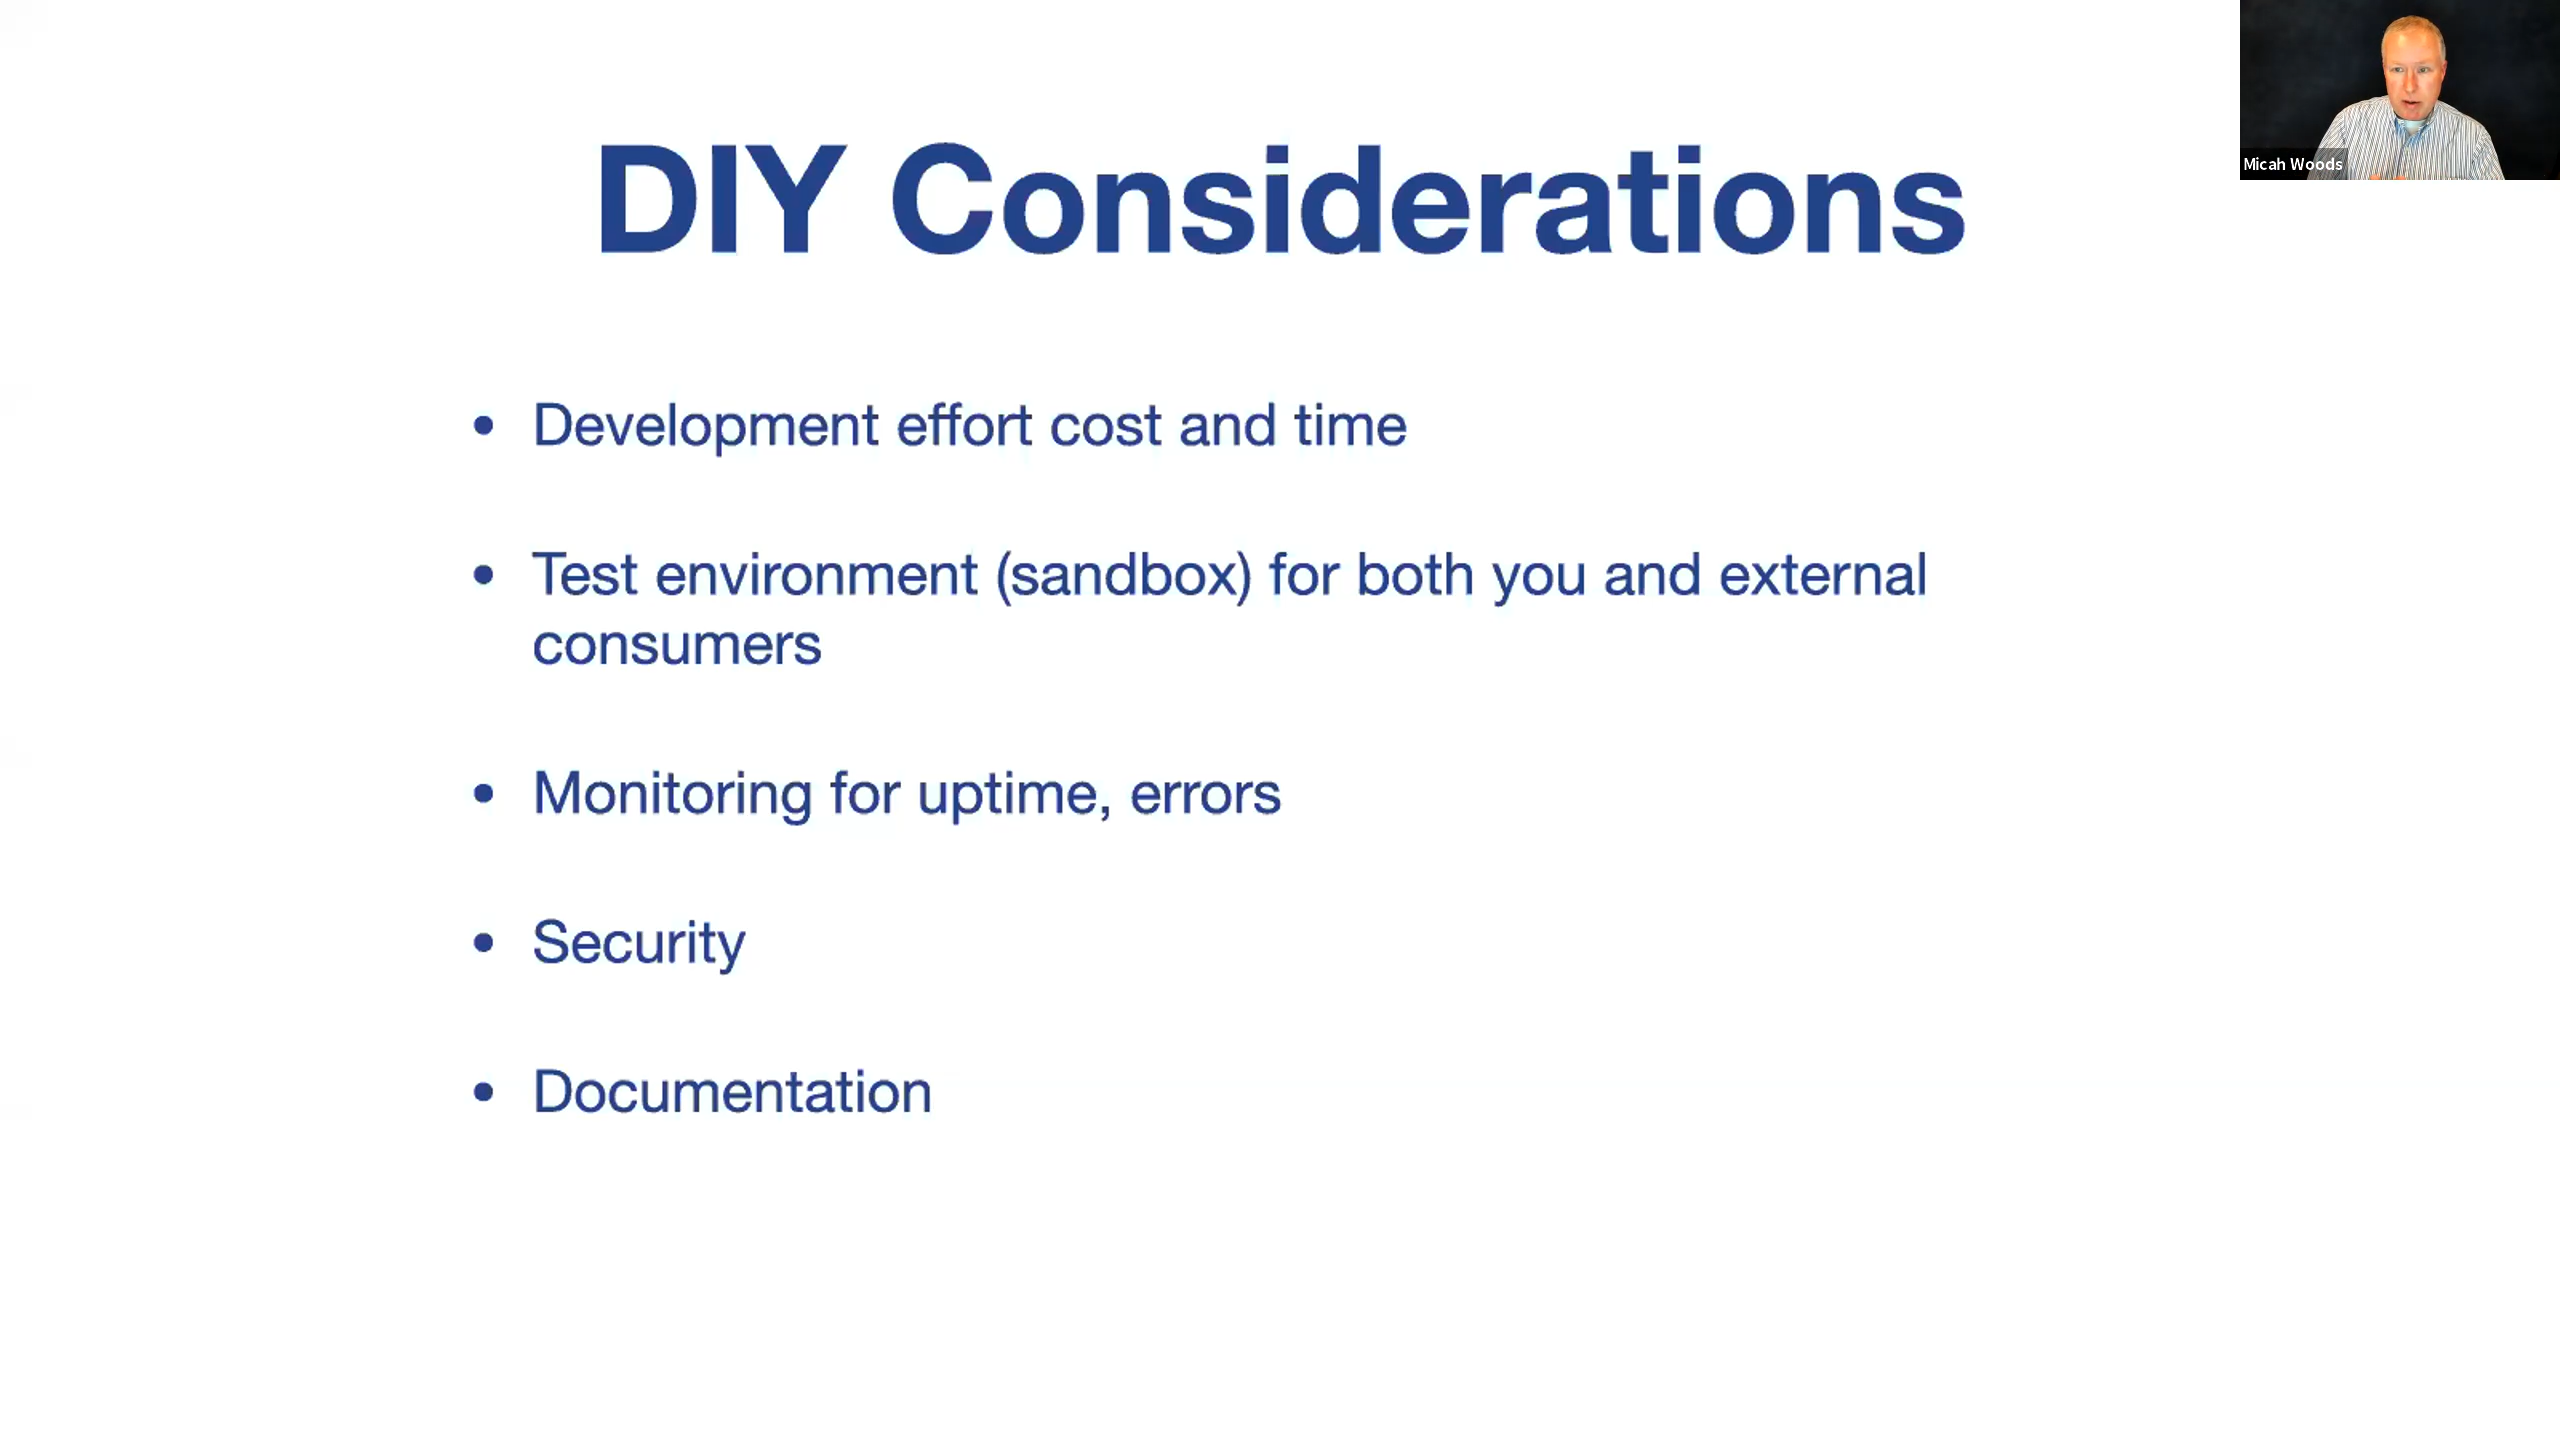 DIY Considerations
Micah Woods
• Development effort cost and time
• Test environment (sandbox) for both you and external
consumers
• Monitoring for uptime, errors
• Security
• Documentation